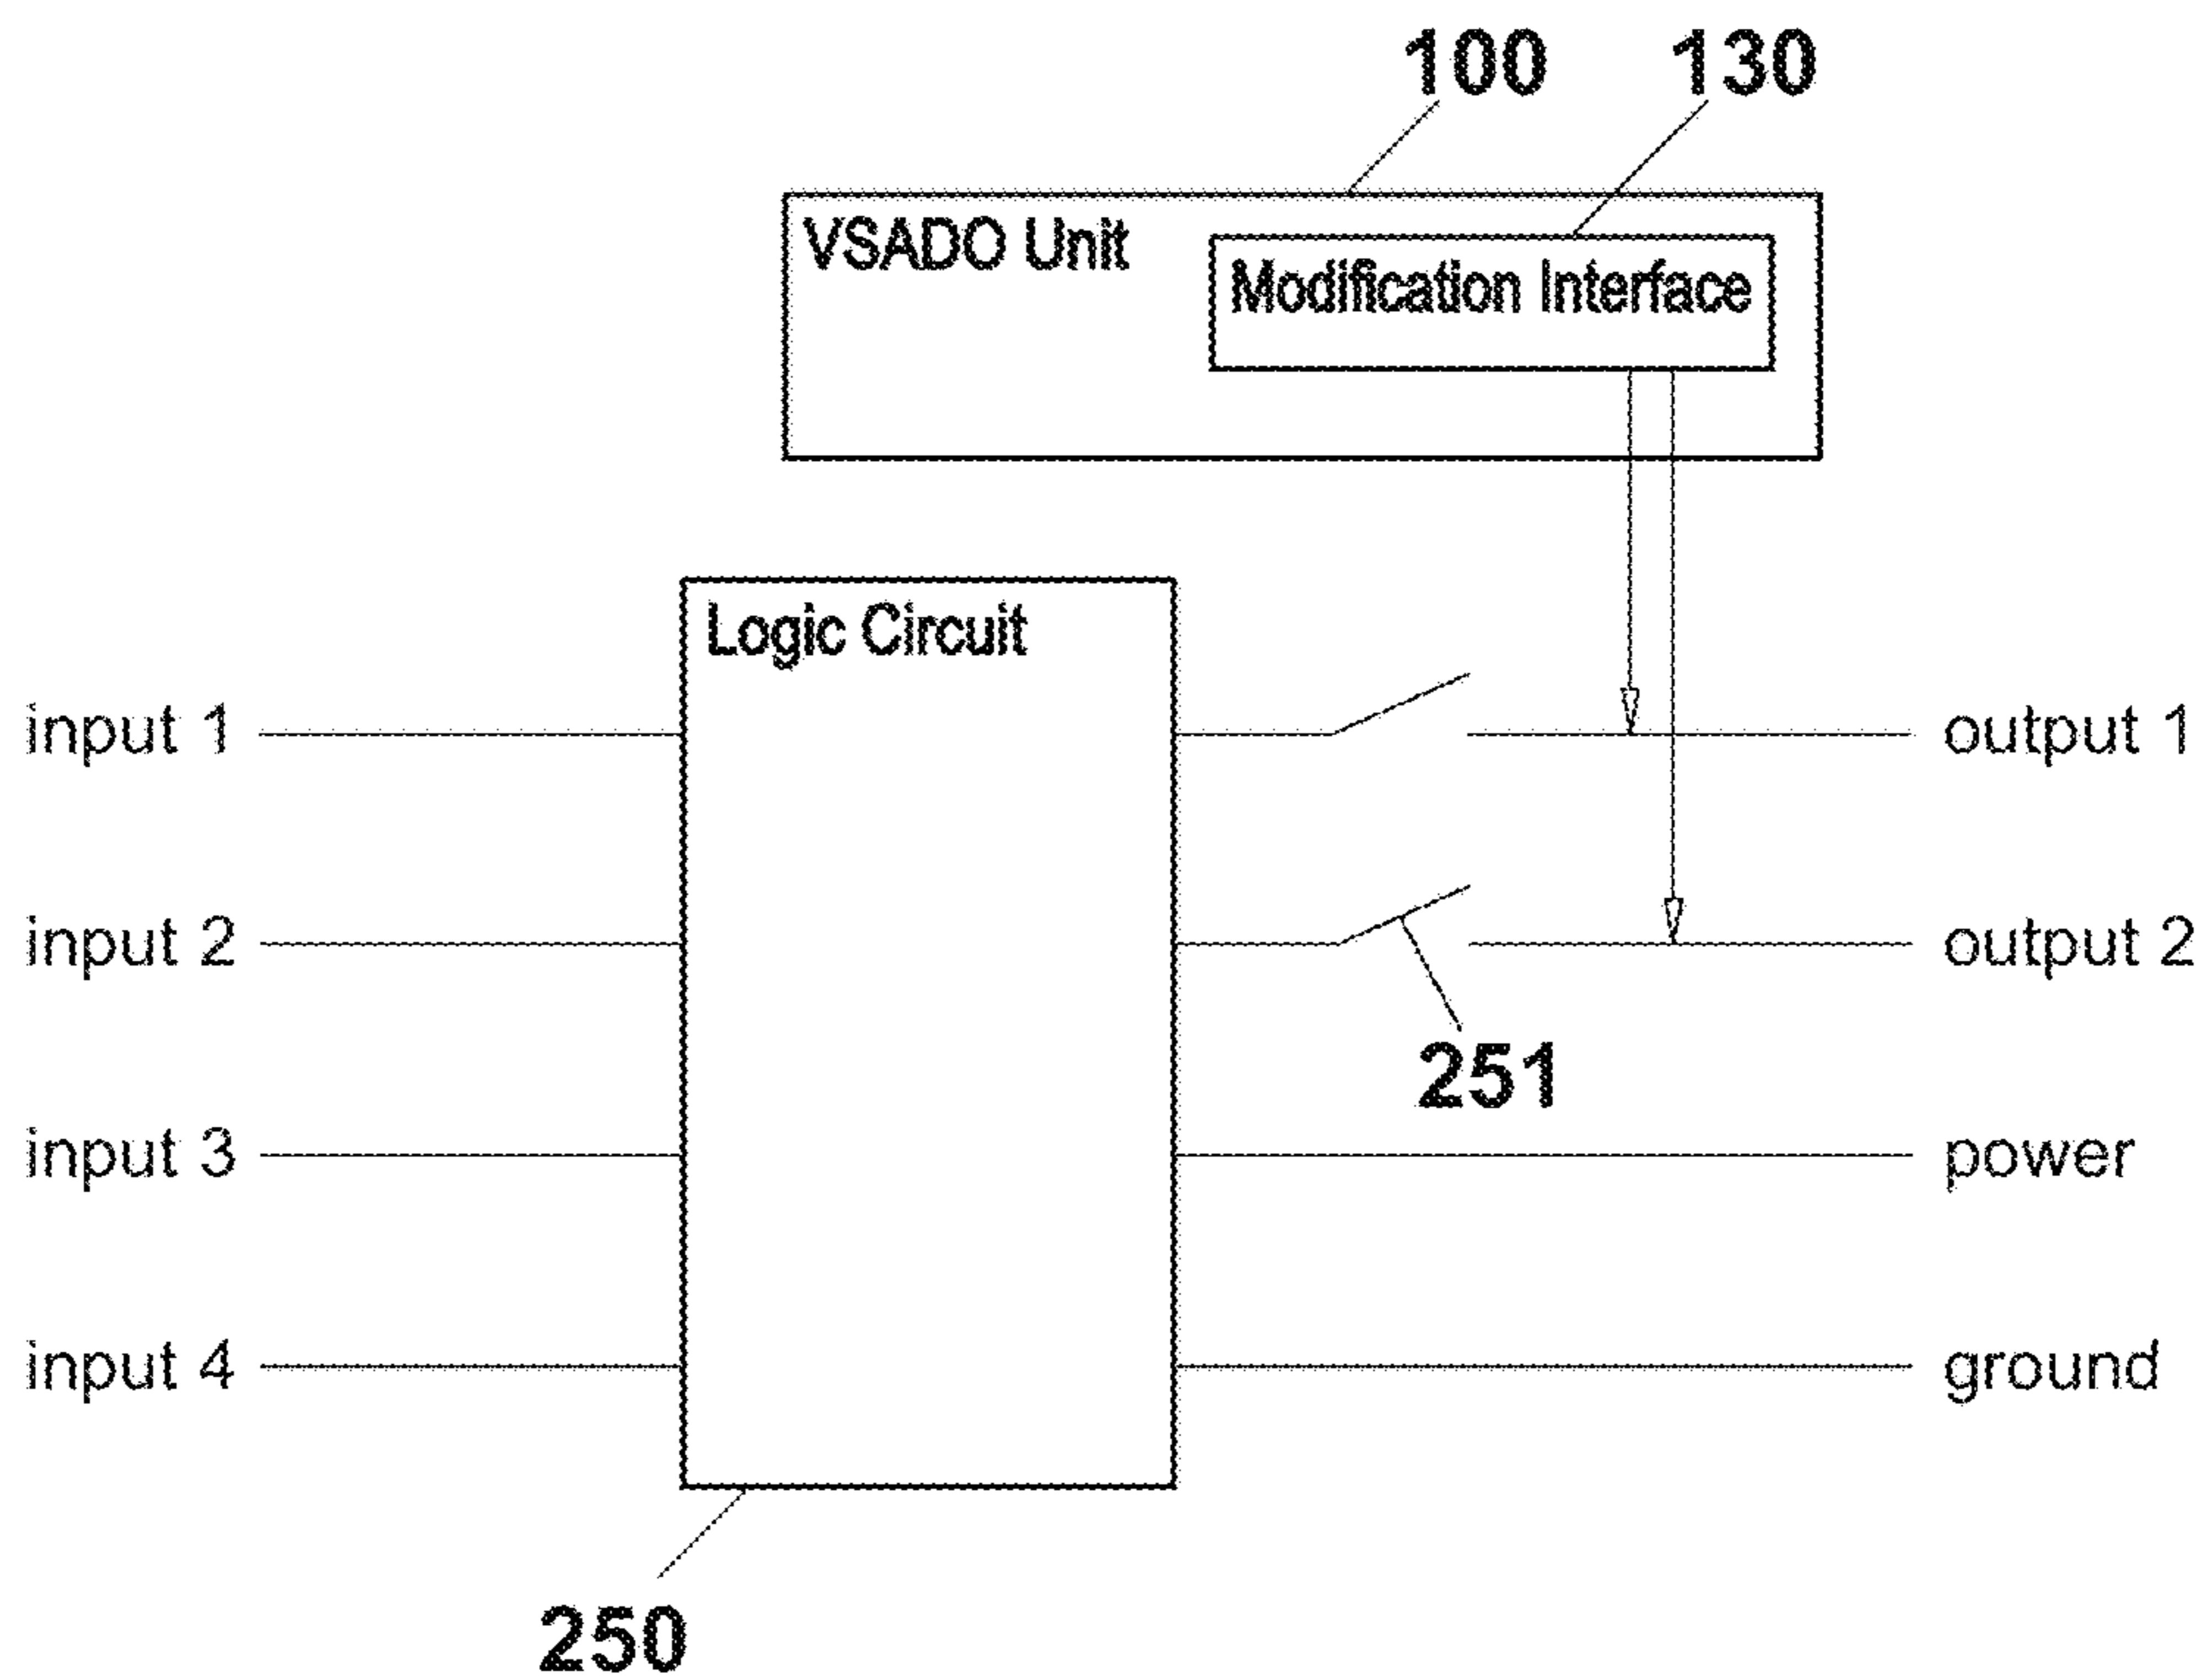 100 130
VSADO Unit
Modification Interface
Logic Circuit
input 1
output 1
input 2
output 2
251
input 3
power
input 4
ground
250